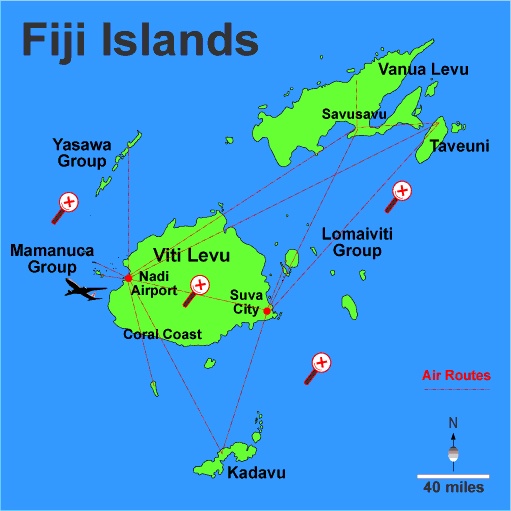 Fiji Islands
Vanua Levu
Savusavu
Taveuni
Yasawa
Group
Lomaiviti
Group
Mamanuca
Group
Viti Levu
Nadi
Airport
Suva
City
Coral Coast
Air Routes
N
Kadavu
40 miles